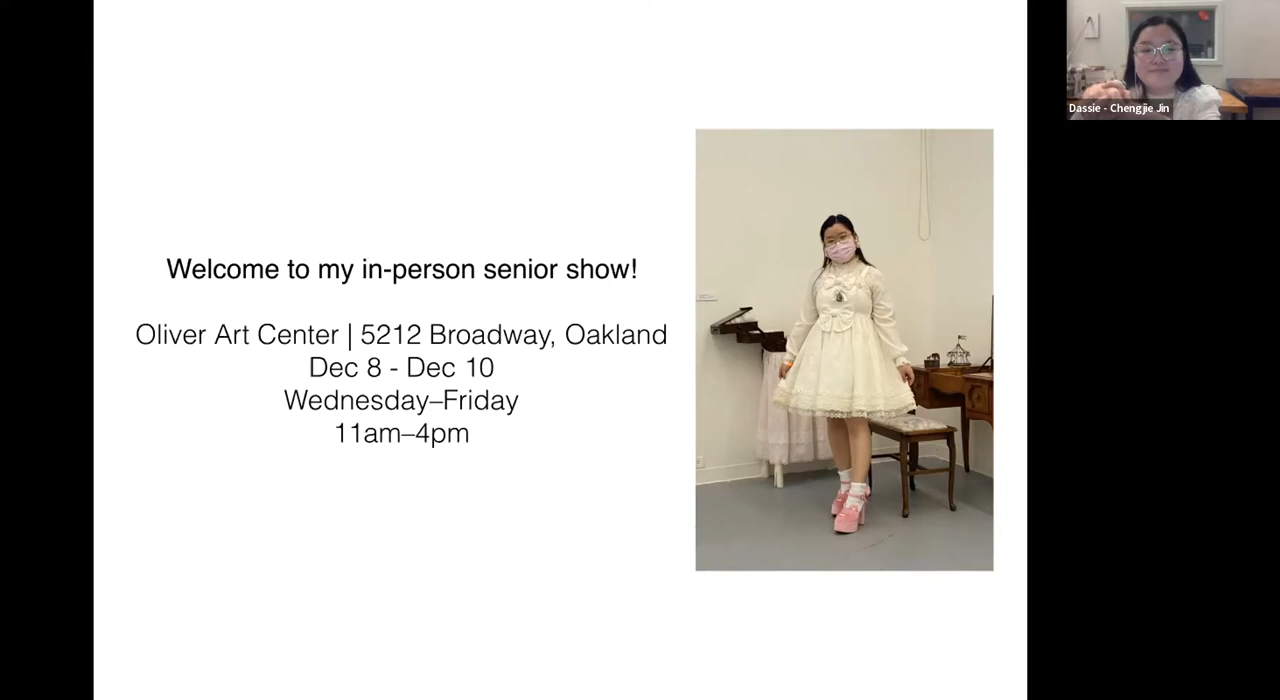 Welcome to my in-person senior show!
Oliver Art Center | 5212 Broadway, Oakland
Dec 8 - Dec 10
Wednesday–Friday
11am–4pm
Dassie - Chengjie Jin